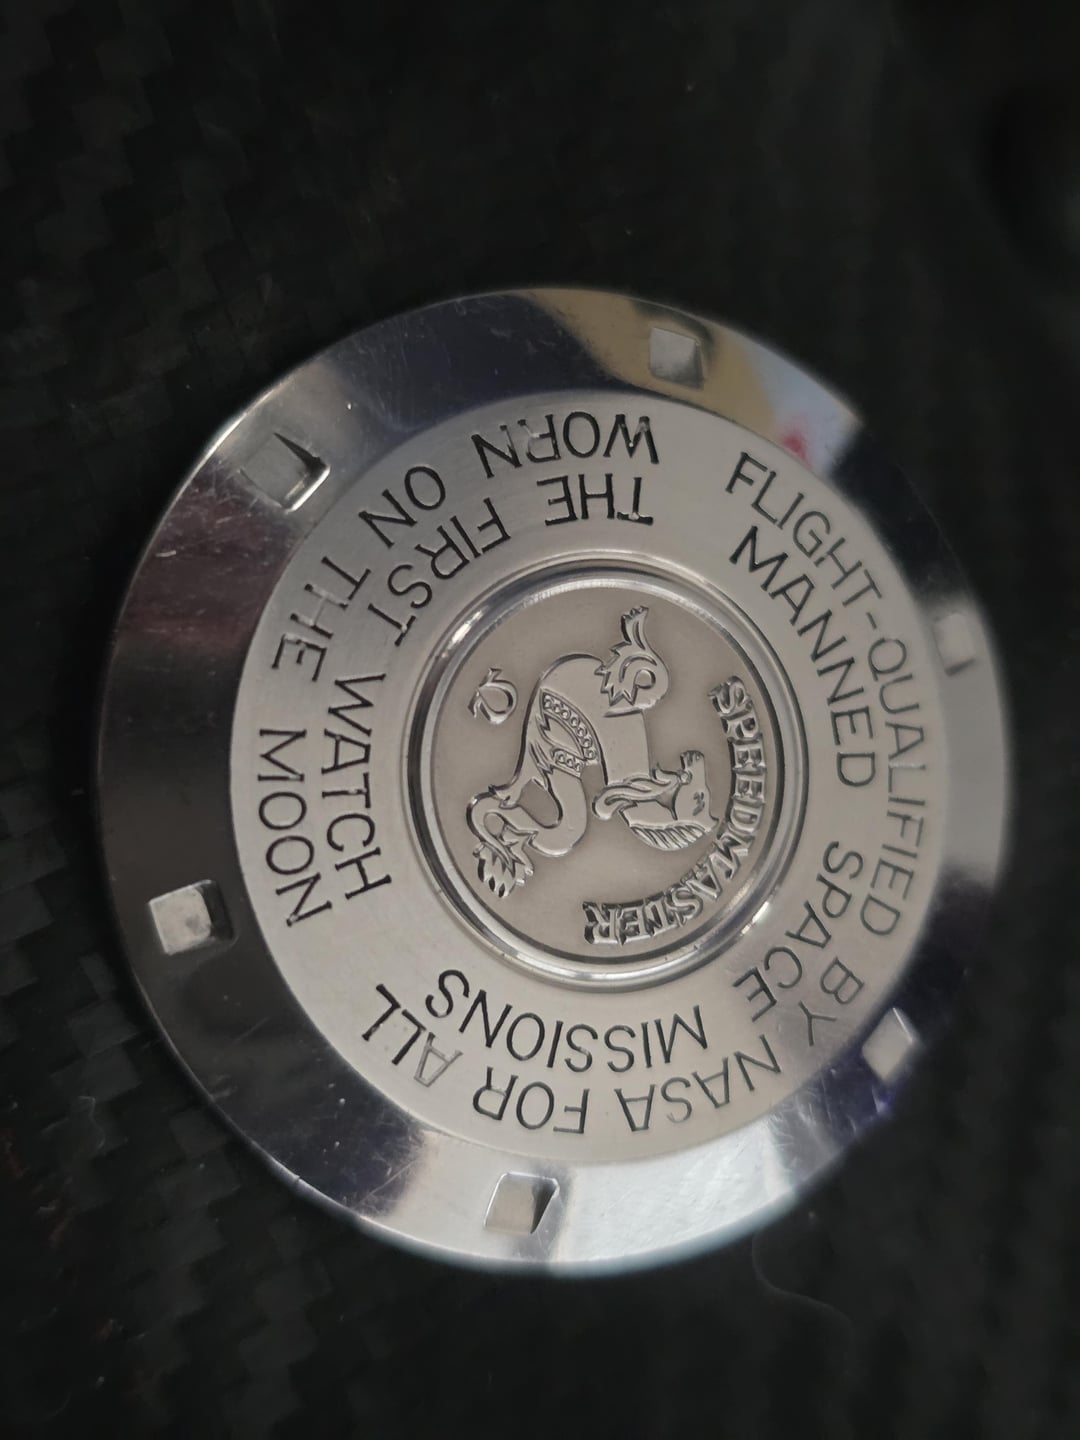 FLIGHT-QUALIFIED BY NASA FOR ALL
MANNED SPACE MISSIONS
THE FIRST WATCH
WORN ON THE MOON
Ω
SPEEDMASTER